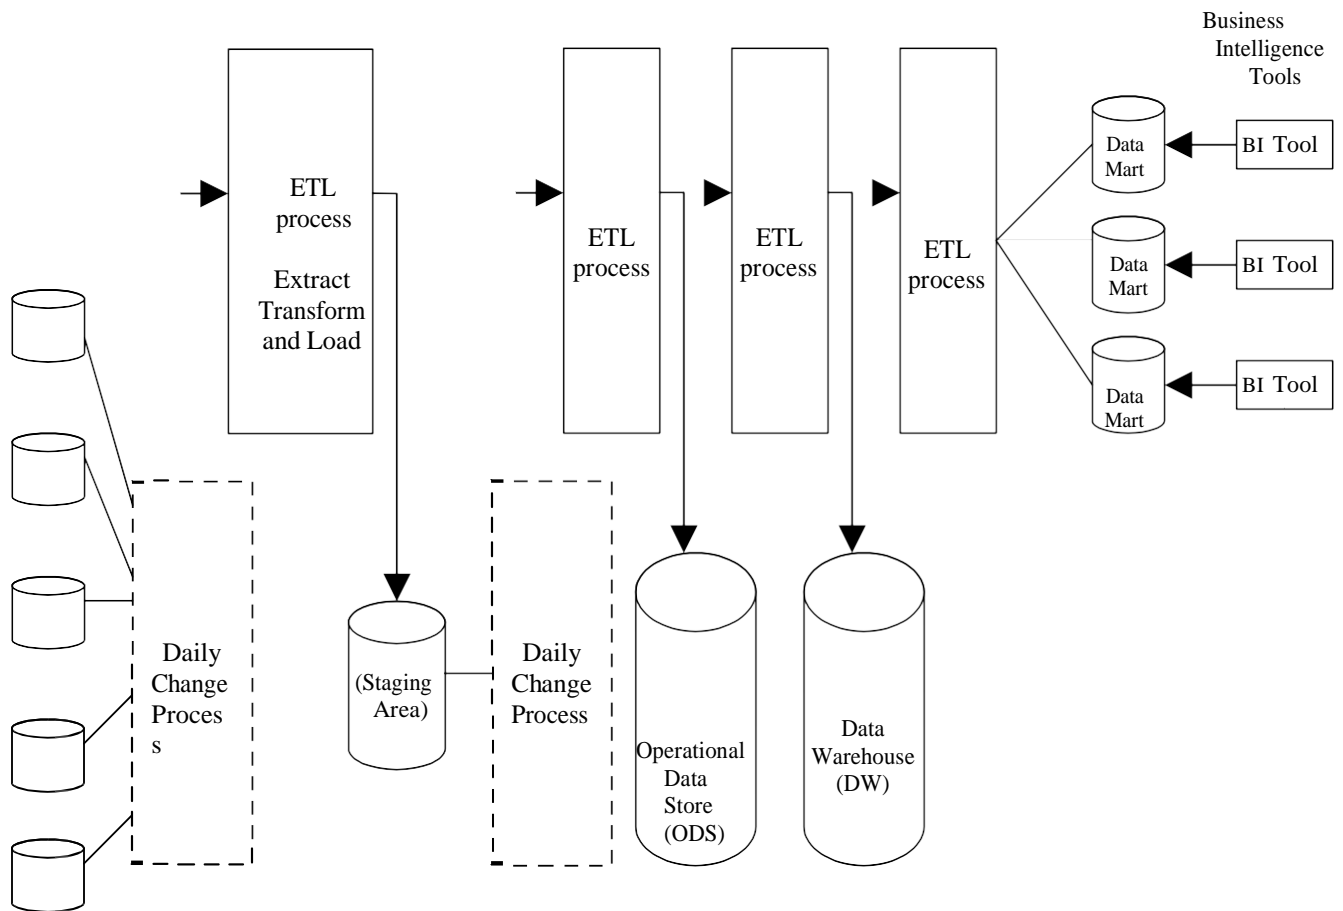 Business
Intelligence
Tools
ETL
process
Extract
Transform
and Load
ETL
process
ETL
process
ETL
process
Data
Mart
BI Tool
Data
Mart
BI Tool
Data
Mart
BI Tool
Daily
Change
Proces
s
(Staging
Area)
Daily
Change
Process
Operational
Data
Store
(ODS)
Data
Warehouse
(DW)